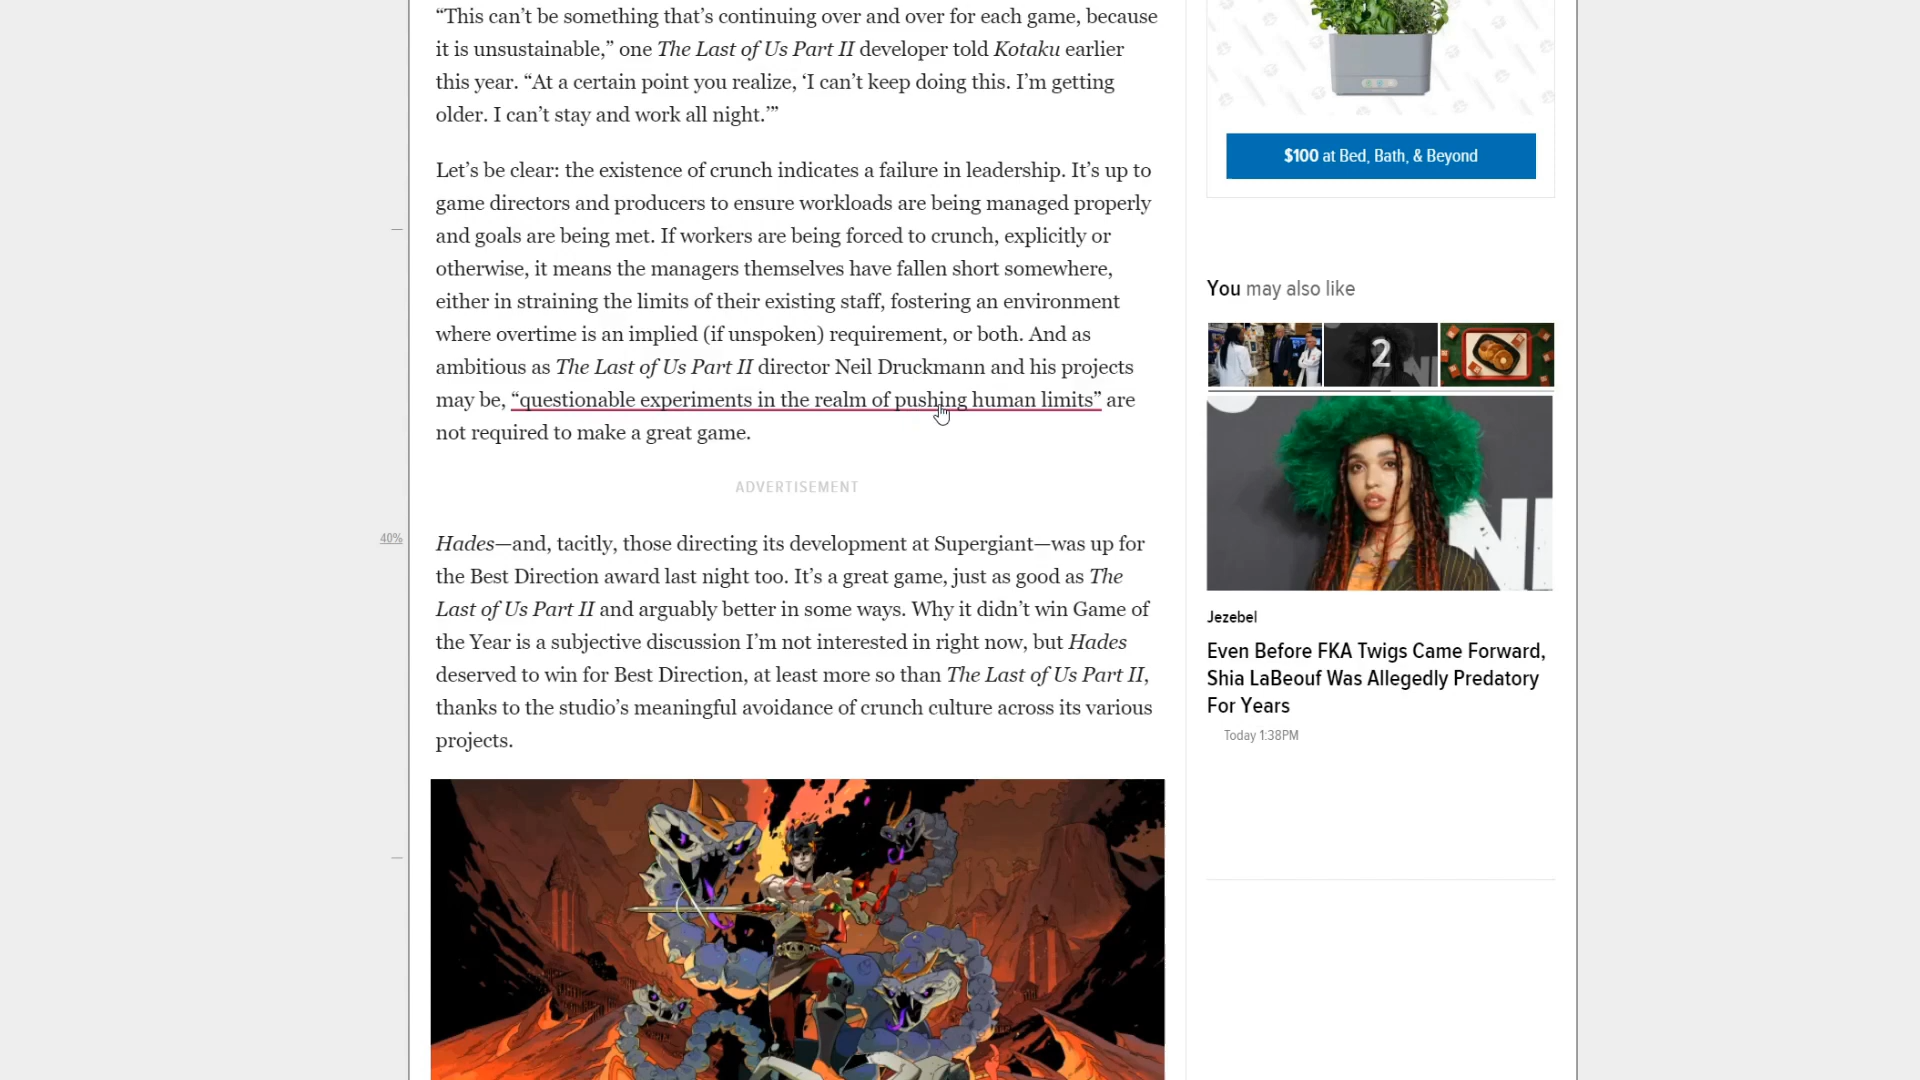 “This can’t be something that’s continuing over and over for each game, because
it is unsustainable,” one The Last of Us Part II developer told Kotaku earlier
this year. “At a certain point you realize, ‘I can’t keep doing this. I’m getting
older. I can’t stay and work all night.’”
Let’s be clear: the existence of crunch indicates a failure in leadership. It’s up to
game directors and producers to ensure workloads are being managed properly
and goals are being met. If workers are being forced to crunch, explicitly or
otherwise, it means the managers themselves have fallen short somewhere,
either in straining the limits of their existing staff, fostering an environment
where overtime is an implied (if unspoken) requirement, or both. And as
ambitious as The Last of Us Part II director Neil Druckmann and his projects
may be, “questionable experiments in the realm of pushing human limits” are
not required to make a great game.
ADVERTISEMENT
40%
Hades—and, tacitly, those directing its development at Supergiant—was up for
the Best Direction award last night too. It’s a great game, just as good as The
Last of Us Part II and arguably better in some ways. Why it didn’t win Game of
the Year is a subjective discussion I’m not interested in right now, but Hades
deserved to win for Best Direction, at least more so than The Last of Us Part II,
thanks to the studio’s meaningful avoidance of crunch culture across its various
projects.
$100 at Bed, Bath, & Beyond
You may also like
2
Jezebel
Even Before FKA Twigs Came Forward,
Shia LaBeouf Was Allegedly Predatory
For Years
Today 1:38PM